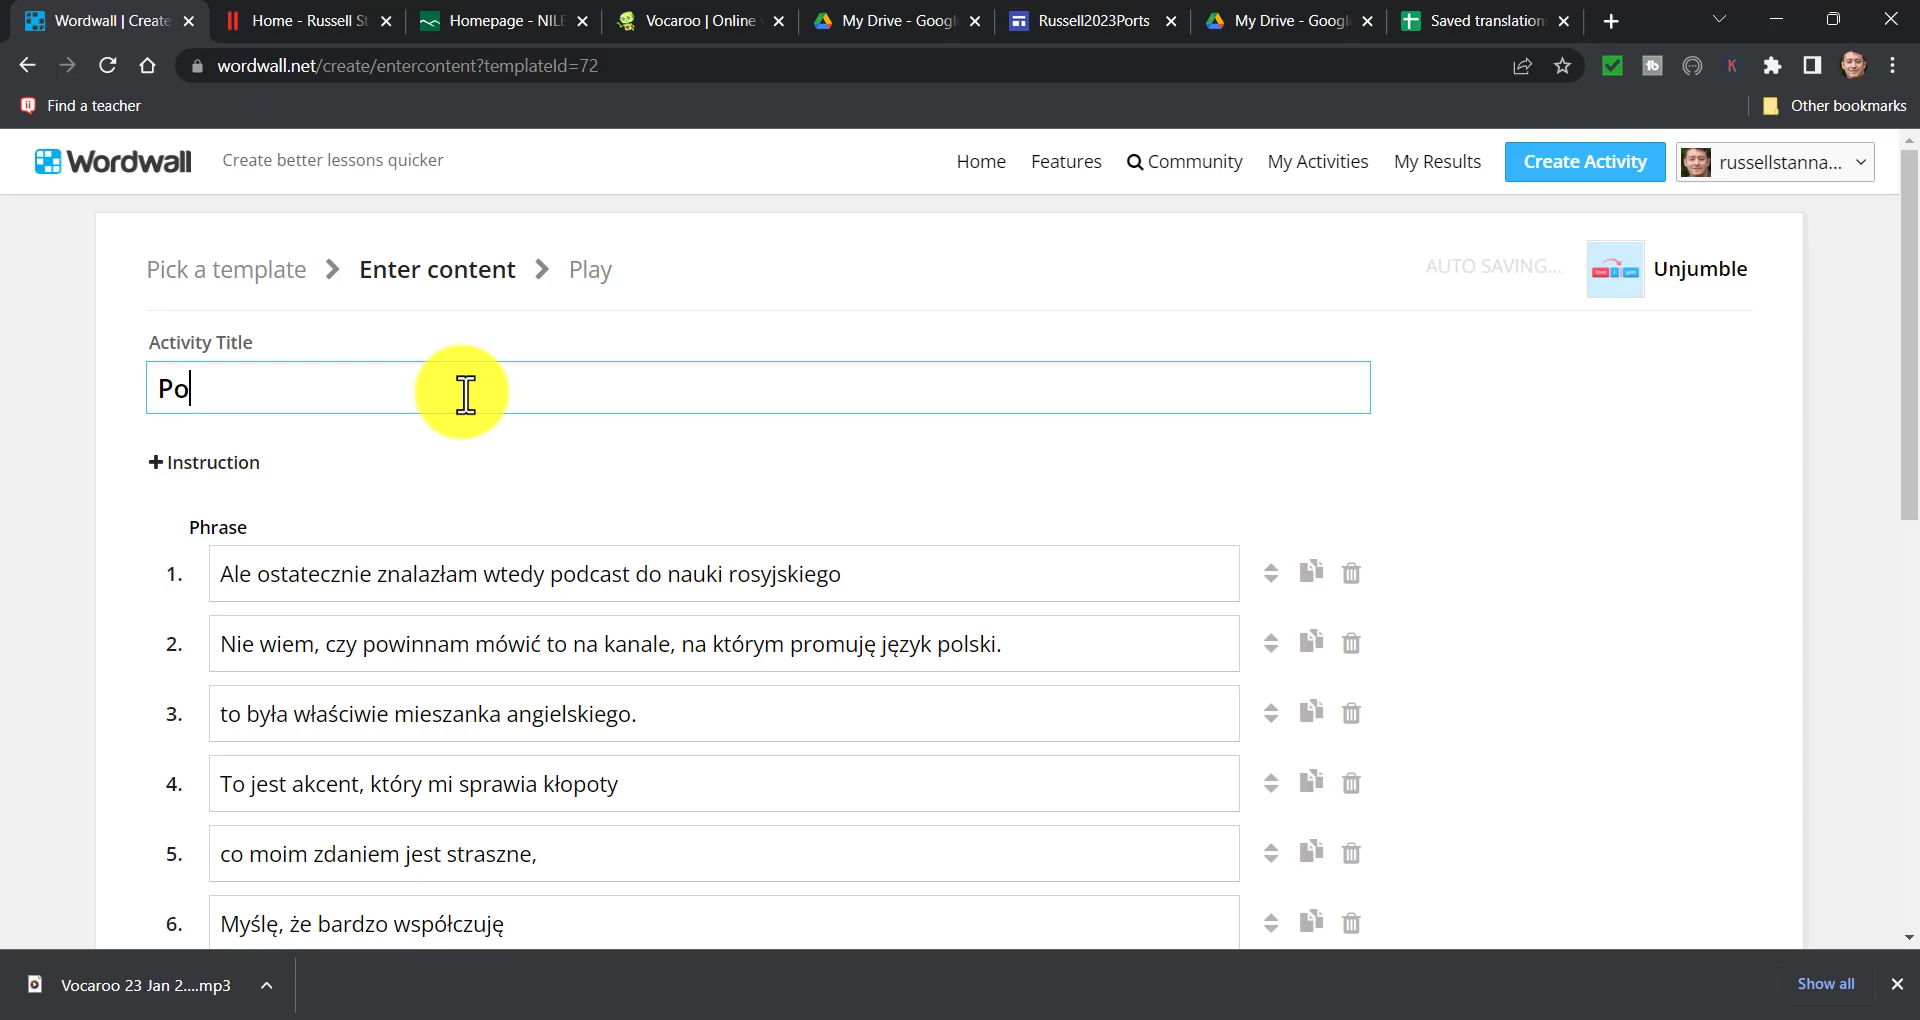 Wordwall | Create
Home - Russell St
Homepage - NILE
Vocaroo | Online
My Drive - Googl
Russell2023Ports
My Drive - Googl
Saved translation
wordwall.net/create/entercontent?templateId=72
Find a teacher
Other bookmarks
Wordwall
Create better lessons quicker
Home
Features
Community
My Activities
My Results
Create Activity
russellstanna...
Pick a template
Enter content
Play
AUTO SAVING...
Unjumble
Activity Title
Po
+ Instruction
Phrase
1. Ale ostatecznie znalazłam wtedy podcast do nauki rosyjskiego
2. Nie wiem, czy powinnam mówić to na kanale, na którym promuję język polski.
3. to była właściwie mieszanka angielskiego.
4. To jest akcent, który mi sprawia kłopoty
5. co moim zdaniem jest straszne,
6. Myślę, że bardzo współczuję
Vocaroo 23 Jan 2....mp3
Show all